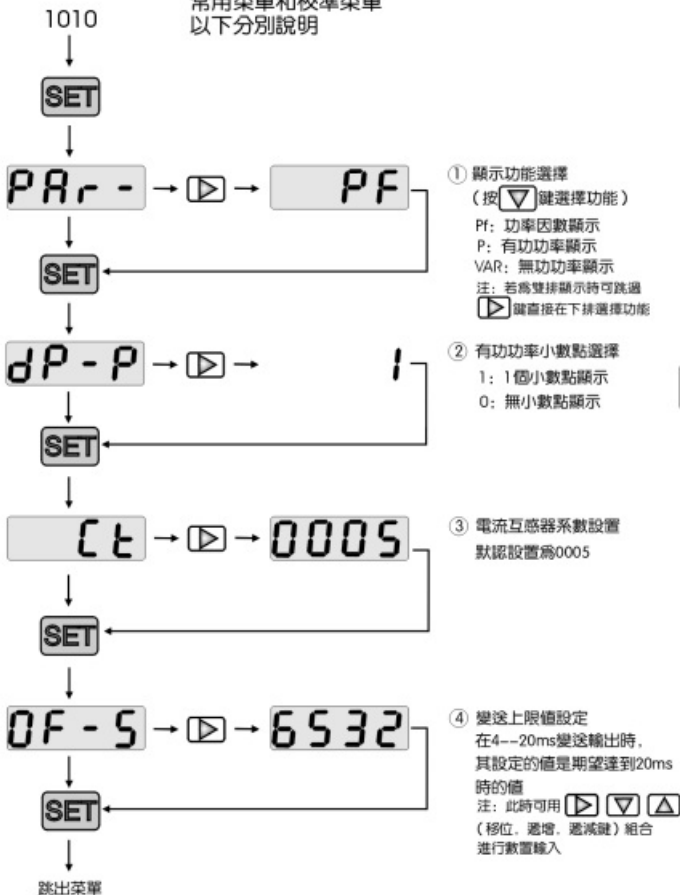 常用菜單和校準菜單
以下分別說明
1010
SET
PAr-
PF
① 顯示功能選擇
(按 鍵選擇功能)
Pf: 功率因數顯示
P: 有功功率顯示
VAR: 無功功率顯示
注: 若爲雙排顯示時可跳過
鍵直接在下排選擇功能
SET
dP-P
1
② 有功功率小數點選擇
1: 1個小數點顯示
0: 無小數點顯示
SET
Ct
0005
③ 電流互感器系數設置
默認設置爲0005
SET
OF-S
6532
④ 變送上限值設定
在4--20ms變送輸出時,
其設定的值是期望達到20ms
時的值
注: 此時可用
(移位, 遞增, 遞減鍵) 組合
進行數置輸入
SET
跳出菜單